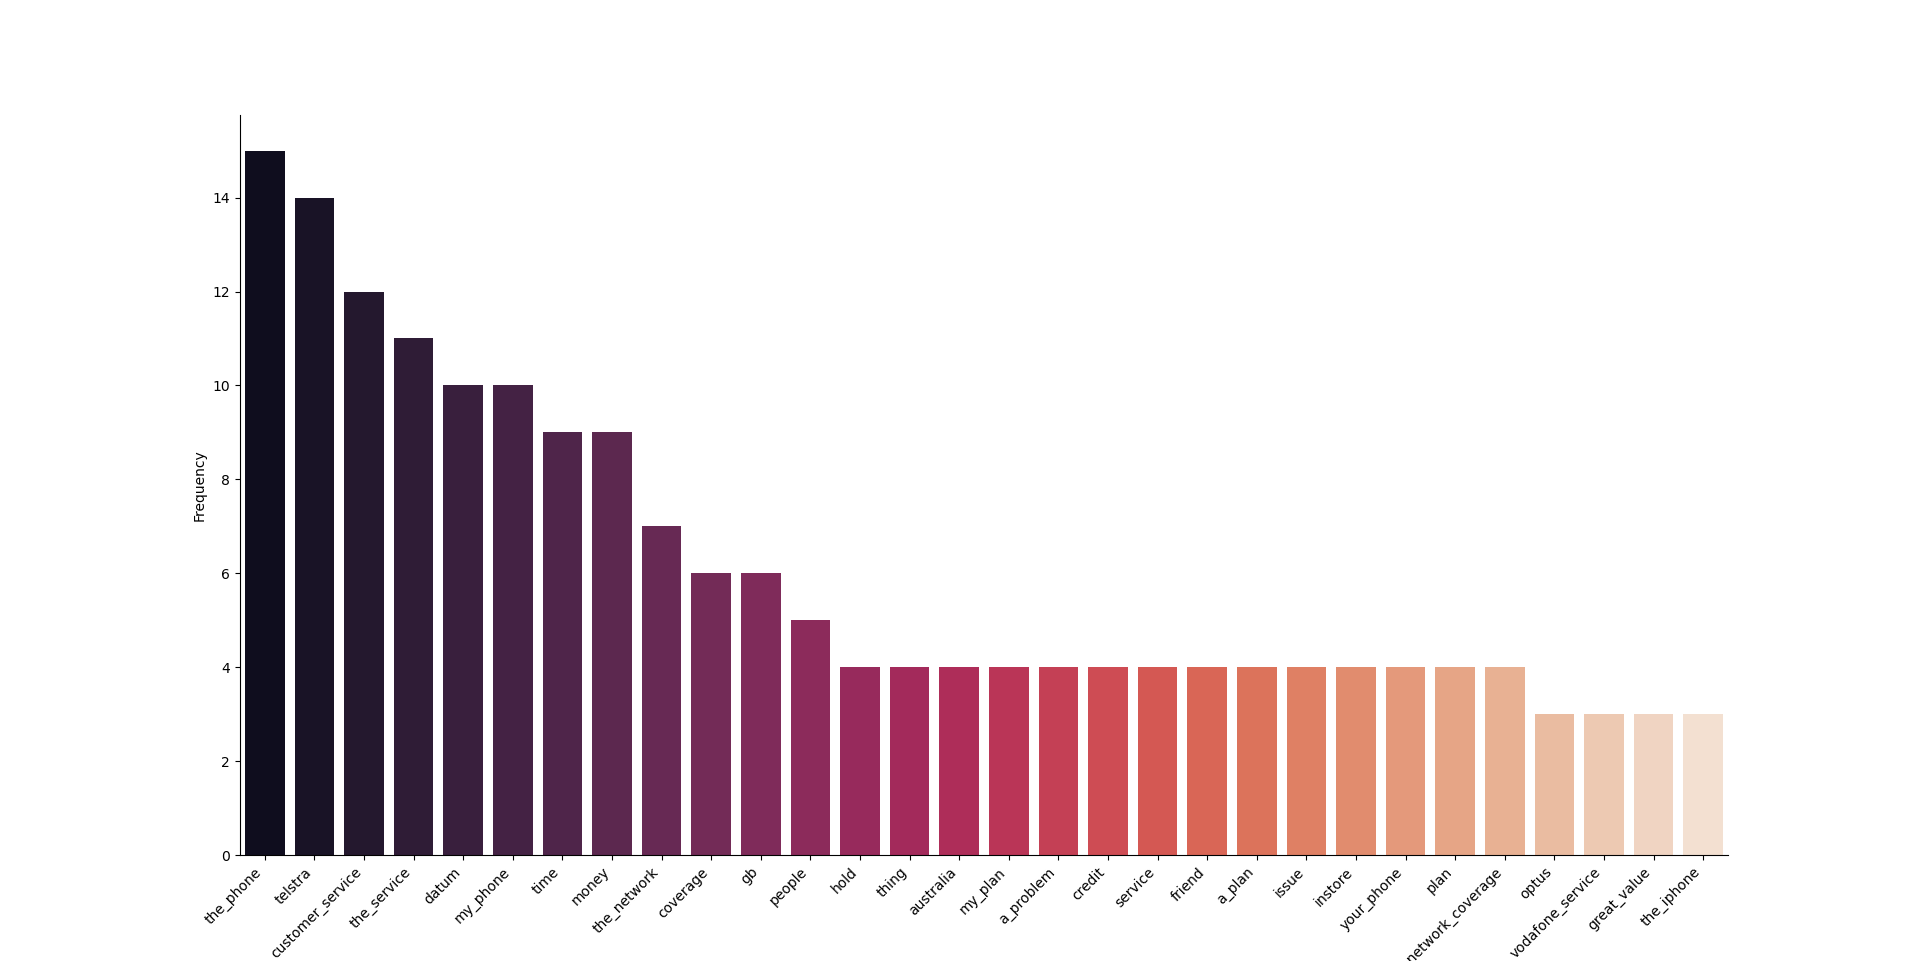 Frequency
14
12
10
8
6
4
2
0
the_phone
telstra
customer_service
the_service
datum
my_phone
time
money
the_network
coverage
gb
people
hold
thing
australia
my_plan
a_problem
credit
service
friend
a_plan
issue
instore
your_phone
plan
network_coverage
optus
vodafone_service
great_value
the_iphone